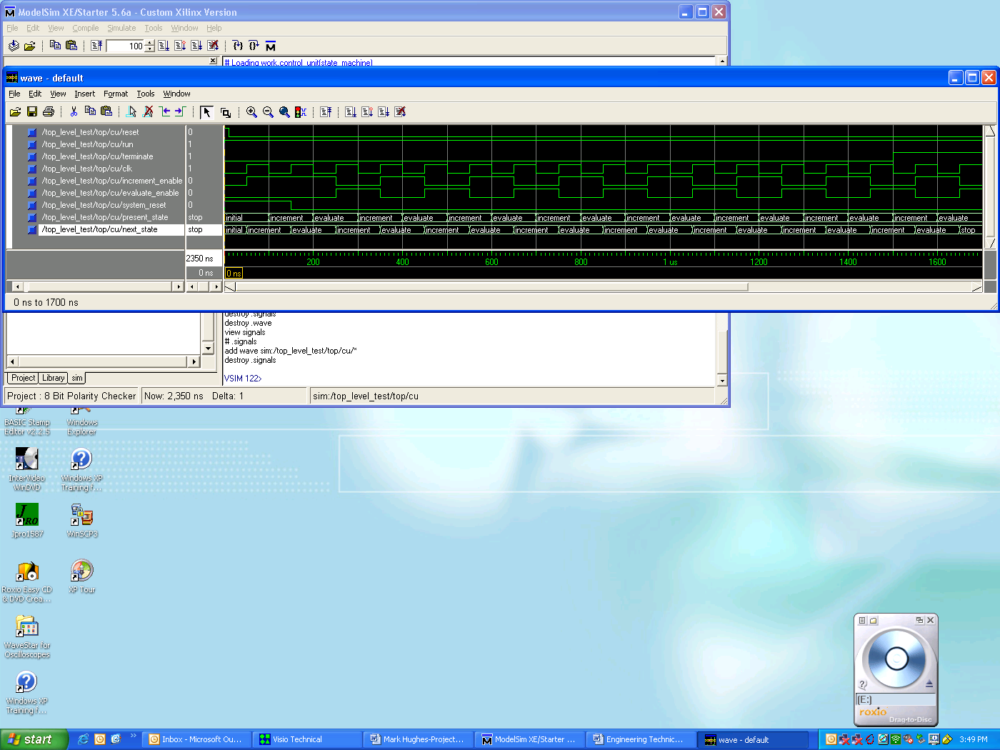 ModelSim XE/Starter 5.6a - Custom Xilinx Version
File Edit View Compile Simulate Tools Window Help
100
# Loading work.control_unit(state_machine)
wave - default
File Edit View Insert Format Tools Window
/top_level_test/top/cu/reset 0
/top_level_test/top/cu/run 1
/top_level_test/top/cu/terminate 1
/top_level_test/top/cu/clk 1
/top_level_test/top/cu/increment_enable 0
/top_level_test/top/cu/evaluate_enable 0
/top_level_test/top/cu/system_reset 0
/top_level_test/top/cu/present_state stop initial increment evaluate increment evaluate increment evaluate increment evaluate increment evaluate increment evaluate increment evaluate increment evaluate increment evaluate
/top_level_test/top/cu/next_state stop initial increment evaluate increment evaluate increment evaluate increment evaluate increment evaluate increment evaluate increment evaluate increment evaluate stop
2350 ns 200 400 600 800 1 us 1200 1400 1600
0 ns 0 ns
0 ns to 1700 ns
destroy .signals
destroy .wave
view signals
# .signals
add wave sim:/top_level_test/top/cu/*
destroy .signals
VSIM 122>
Project Library sim
Project : 8 Bit Polarity Checker Now: 2,350 ns Delta: 1 sim:/top_level_test/top/cu
BASIC Stamp Editor v2.2.5
Windows Explorer
InterVideo WinDVD
Windows XP Training f...
JPRO
Jpro1587
WinSCP3
Roxio Easy CD & DVD Crea...
XP Tour
WaveStar for Oscilloscopes
Windows XP Training f...
(E:)
roxio
Drag-to-Disc
start
Inbox - Microsoft Ou...
Visio Technical
Mark Hughes-Project...
ModelSim XE/Starter ...
Engineering Technic...
wave - default
3:49 PM